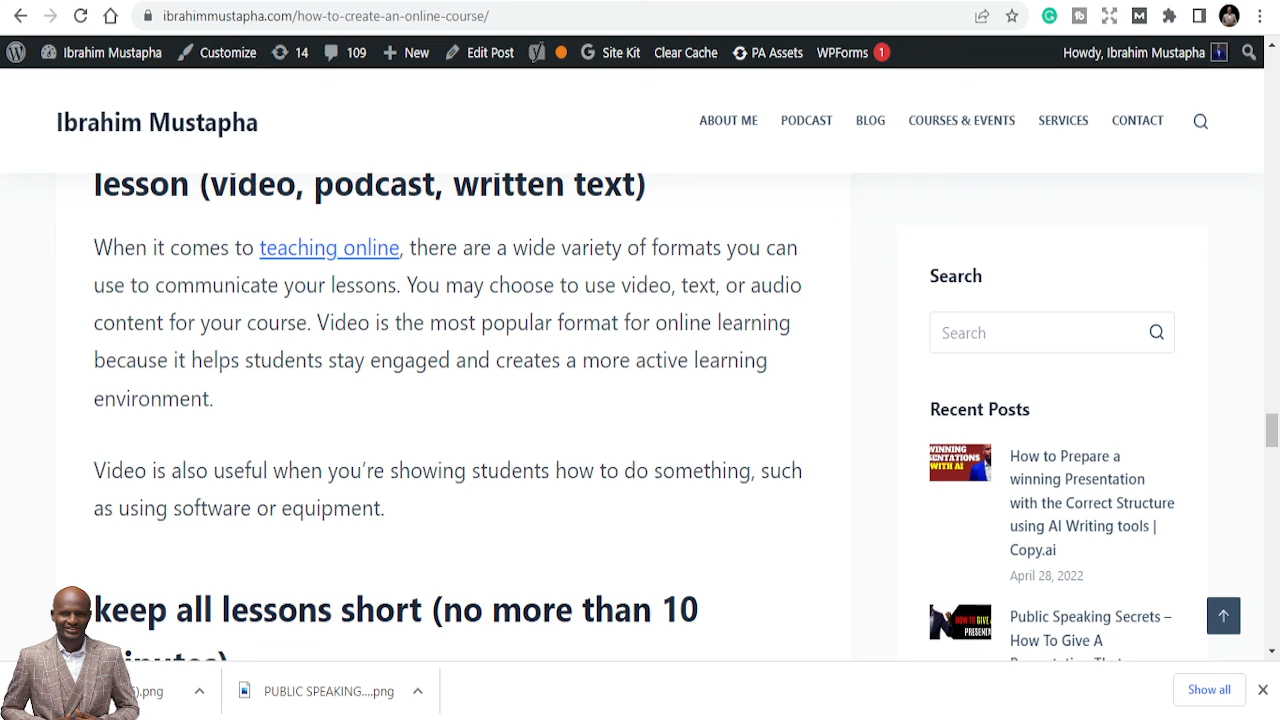 ibrahimmustapha.com/how-to-create-an-online-course/
Ibrahim Mustapha Customize 14 109 New Edit Post Site Kit Clear Cache PA Assets WPForms 1 Howdy, Ibrahim Mustapha
Ibrahim Mustapha
ABOUT ME PODCAST BLOG COURSES & EVENTS SERVICES CONTACT
lesson (video, podcast, written text)
When it comes to teaching online, there are a wide variety of formats you can
use to communicate your lessons. You may choose to use video, text, or audio
content for your course. Video is the most popular format for online learning
because it helps students stay engaged and creates a more active learning
environment.
Video is also useful when you’re showing students how to do something, such
as using software or equipment.
keep all lessons short (no more than 10
Search
Search
Recent Posts
WINNING
WITH AI
How to Prepare a
winning Presentation
with the Correct Structure
using AI Writing tools |
Copy.ai
April 28, 2022
HOW TO GIVE A
Public Speaking Secrets –
How To Give A
.png
PUBLIC SPEAKING....png
Show all